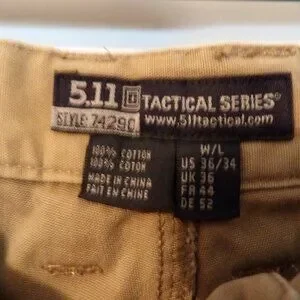 5.11 TACTICAL SERIES®
STYLE 74290 www.511tactical.com
100% COTTON
100% COTON
MADE IN CHINA
FAIT EN CHINE
W/L
US 36/34
UK 36
FR 44
DE 52